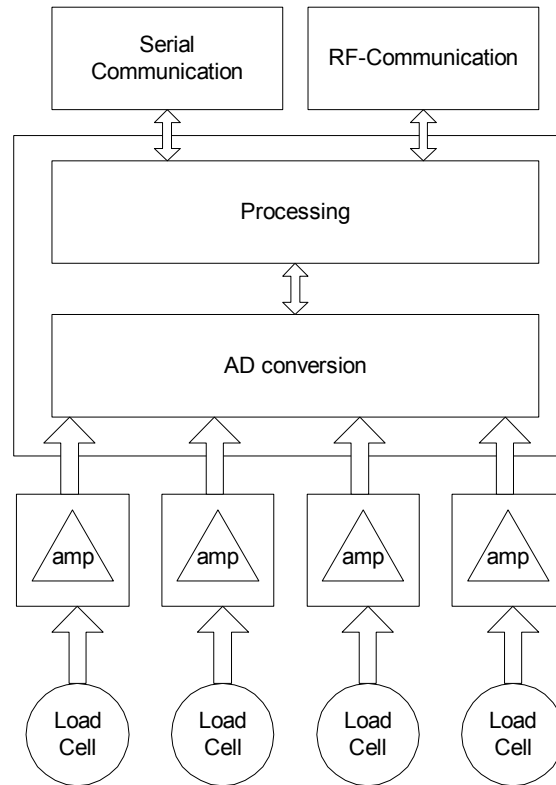 Serial
Communication
RF-Communication
Processing
AD conversion
amp
amp
amp
amp
Load
Cell
Load
Cell
Load
Cell
Load
Cell